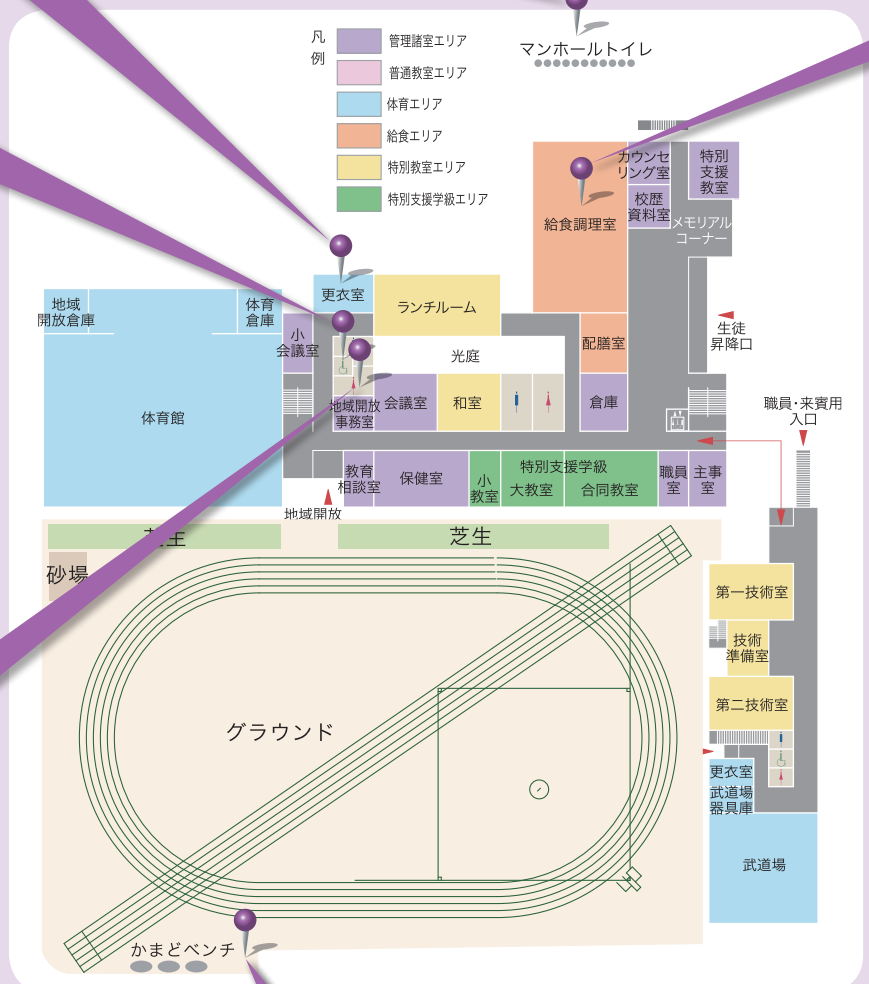 マンホールトイレ
凡
例
管理諸室エリア
普通教室エリア
体育エリア
給食エリア
特別教室エリア
特別支援学級エリア
カウンセ
リング室
特別
支援
教室
校歴
資料室
給食調理室
メモリアル
コーナー
更衣室
ランチルーム
地域
開放倉庫
体育
倉庫
小
会議室
光庭
配膳室
生徒
昇降口
体育館
地域開放
事務室
会議室
和室
倉庫
職員・来賓用
入口
教育
相談室
保健室
小
教室
特別支援学級
大教室
合同教室
職員
室
主事
室
地域開放
芝生
芝生
砂場
第一技術室
技術
準備室
第二技術室
グラウンド
更衣室
武道場
器具庫
武道場
かまどベンチ